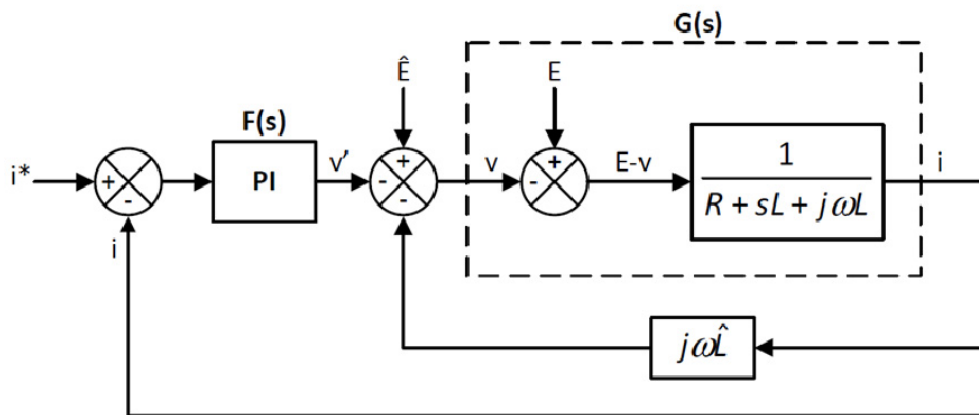 G(s)
Ê
E
F(s)
i*
+
-
PI
v'
+
-
-
v
+
-
E-v
1
R + sL + jωL
i
i
jωL̂